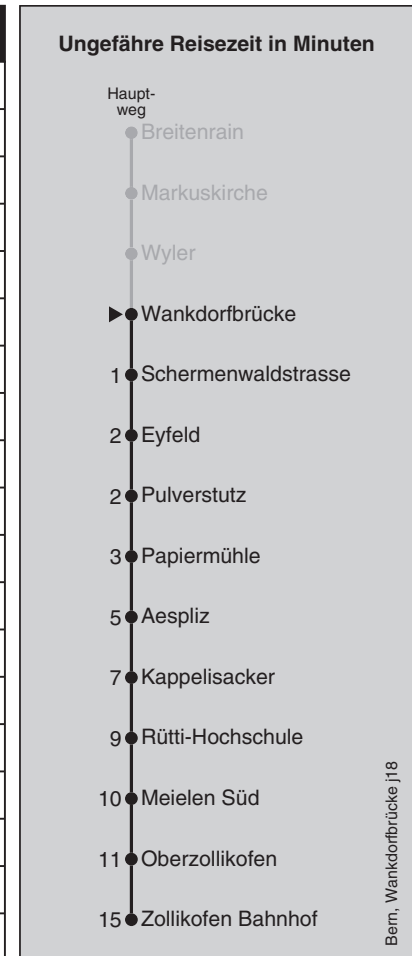 Ungefähre Reisezeit in Minuten
Haupt-
weg
Breitenrain
Markuskirche
Wyler
Wankdorfbrücke
1 Schermenwaldstrasse
2 Eyfeld
2 Pulverstutz
3 Papiermühle
5 Aespliz
7 Kappelisacker
9 Rütti-Hochschule
10 Meielen Süd
11 Oberzollikofen
15 Zollikofen Bahnhof
Bern, Wankdorfbrücke j18